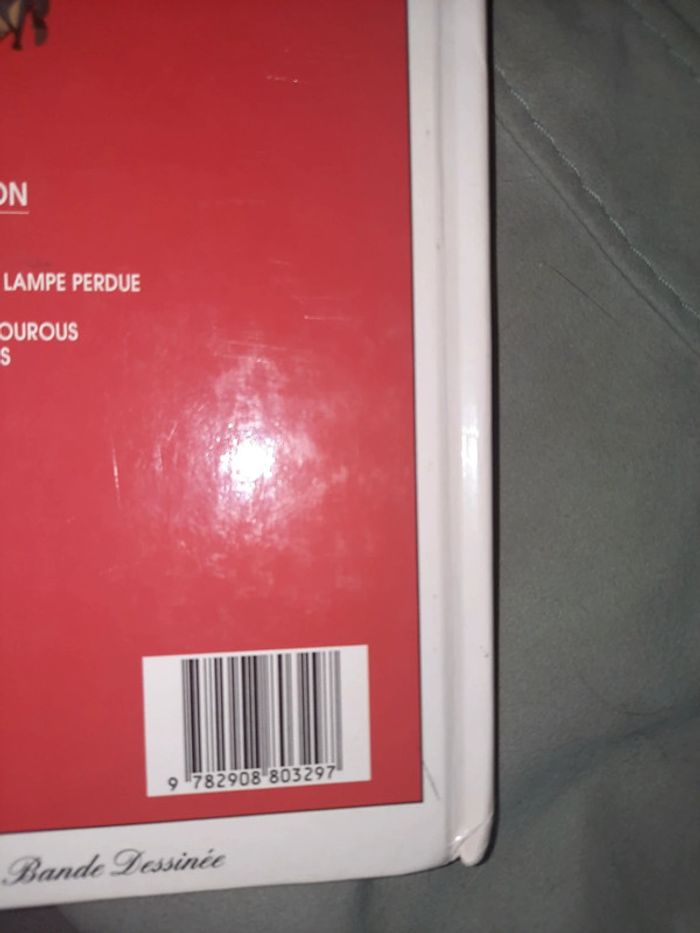 ON
LAMPE PERDUE
OUROUS
S
9 782908 803297
Bande Dessinée